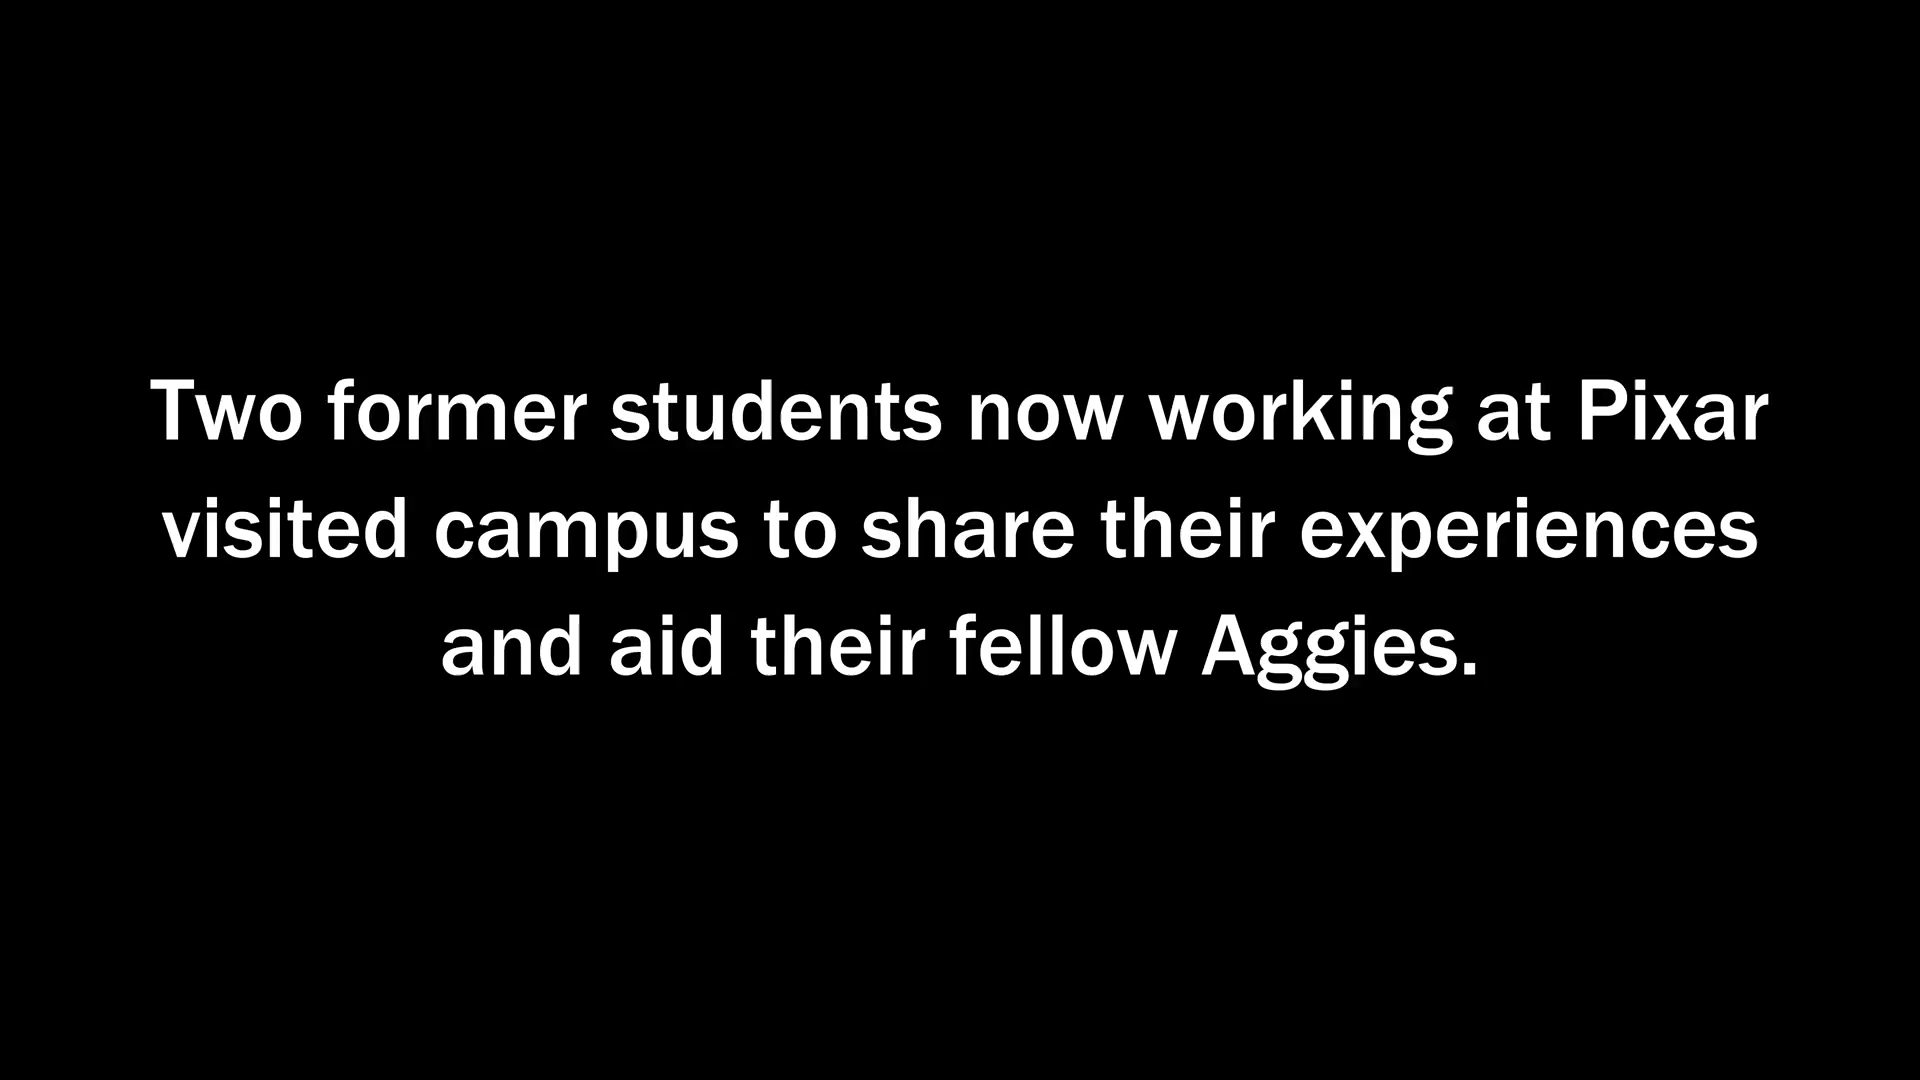 Two former students now working at Pixar
visited campus to share their experiences
and aid their fellow Aggies.